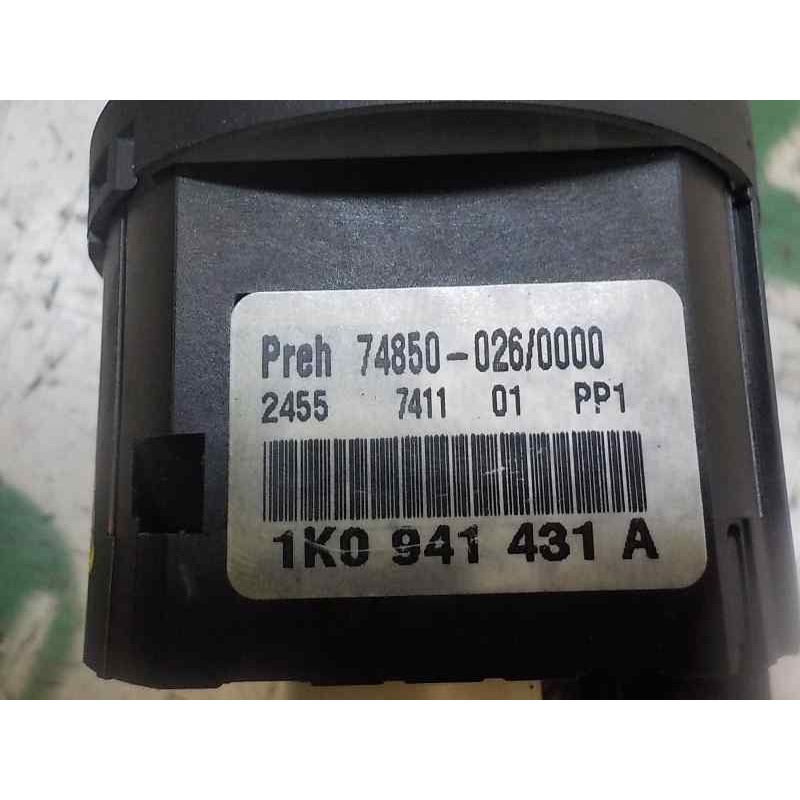 Preh 74850-026/0000
2455 7411 01 PP1
1K0 941 431 A